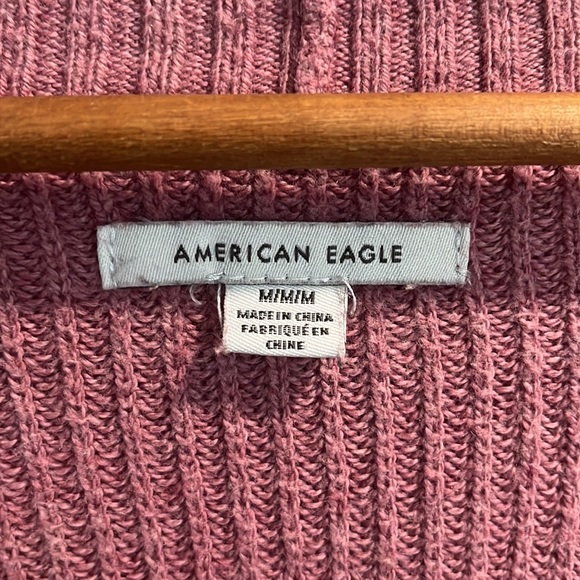 AMERICAN EAGLE
M/M/M
MADE IN CHINA
FABRIQUÉ EN
CHINE